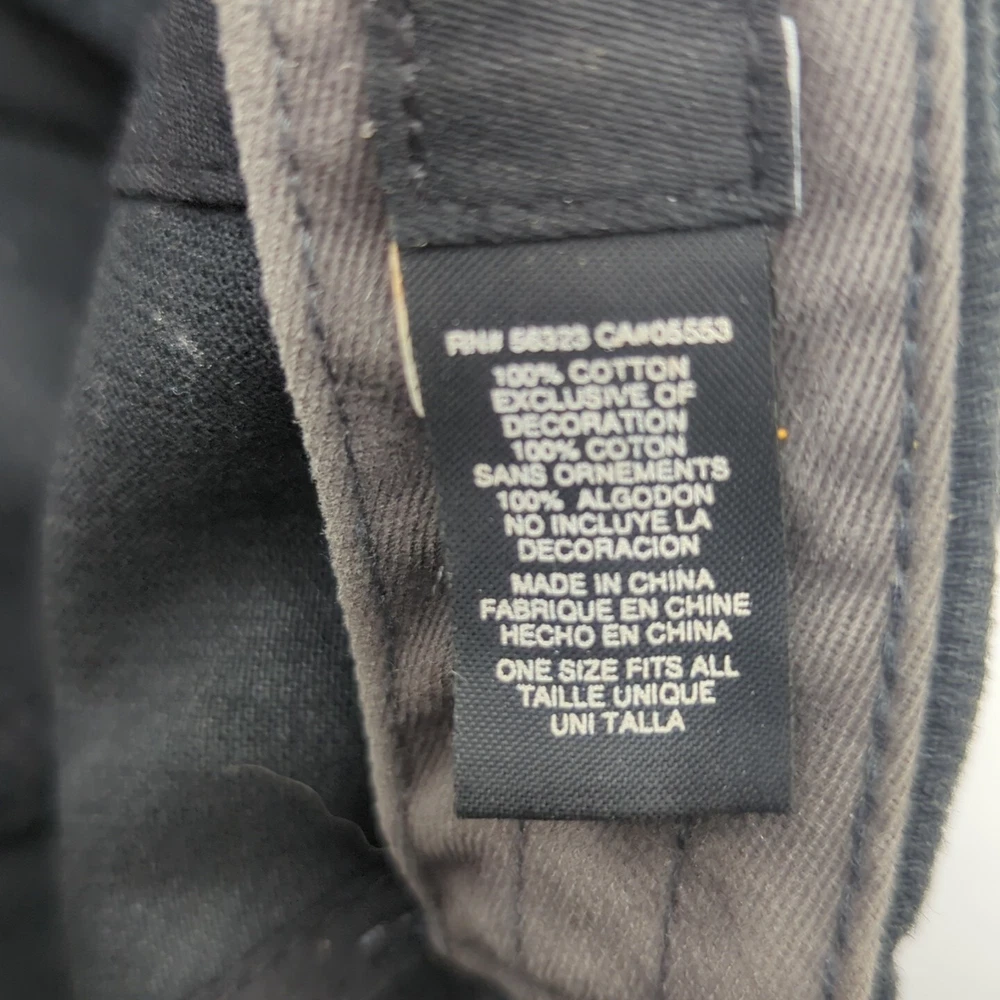 RN# 56323 CA#05553
100% COTTON
EXCLUSIVE OF
DECORATION
100% COTON
SANS ORNEMENTS
100% ALGODON
NO INCLUYE LA
DECORACION
MADE IN CHINA
FABRIQUE EN CHINE
HECHO EN CHINA
ONE SIZE FITS ALL
TAILLE UNIQUE
UNI TALLA